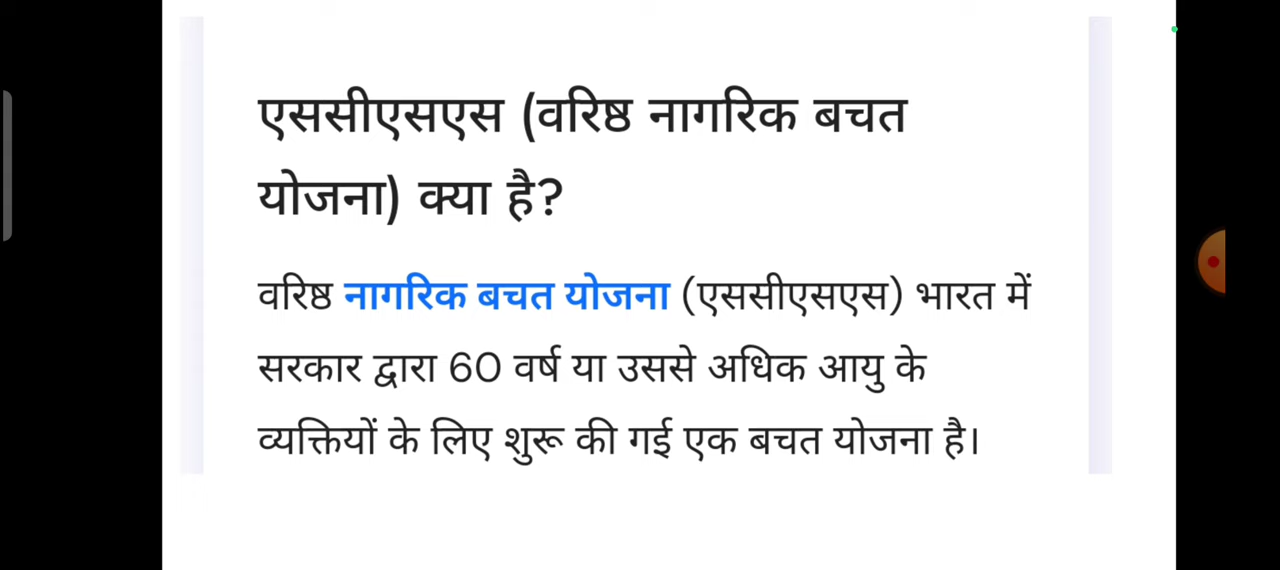 एससीएसएस (वरिष्ठ नागरिक बचत
योजना) क्या है?
वरिष्ठ नागरिक बचत योजना (एससीएसएस) भारत में
सरकार द्वारा 60 वर्ष या उससे अधिक आयु के
व्यक्तियों के लिए शुरू की गई एक बचत योजना है।